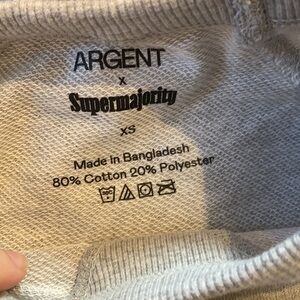 ARGENT
x
Supermajority
XS
Made in Bangladesh
80% Cotton 20% Polyester